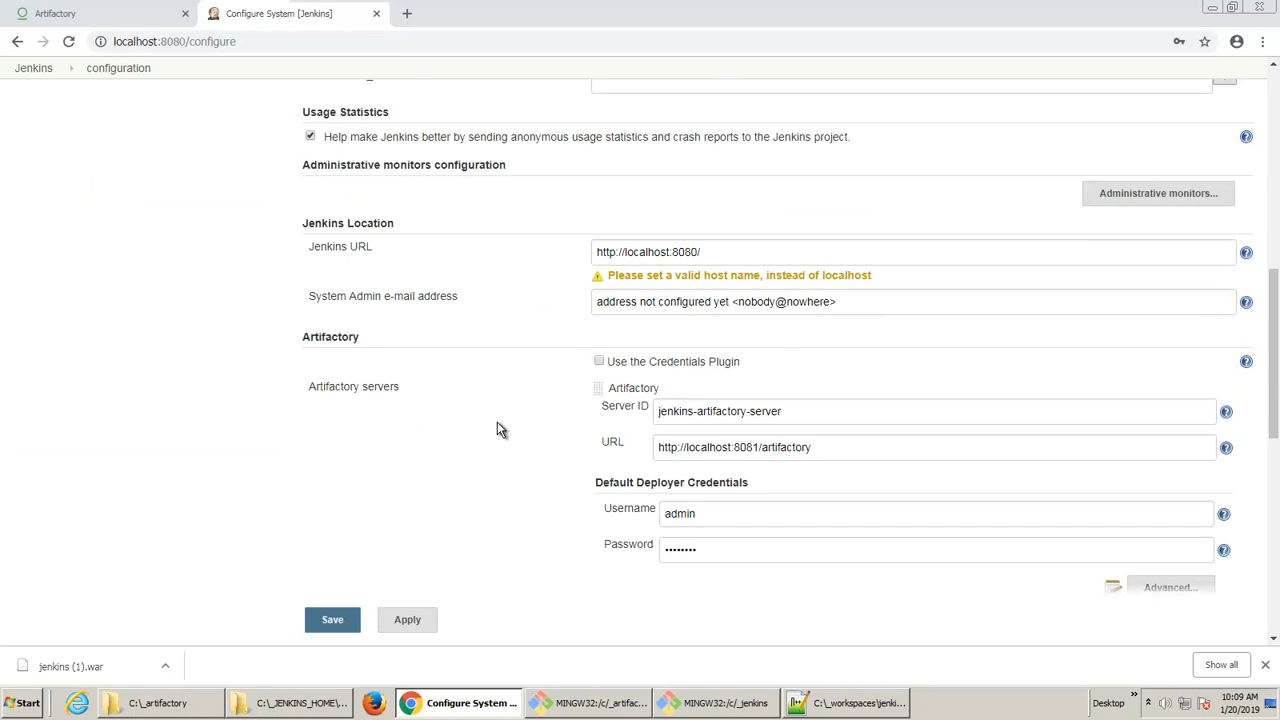 Artifactory
Configure System [Jenkins]
localhost:8080/configure
Jenkins
configuration
Usage Statistics
Help make Jenkins better by sending anonymous usage statistics and crash reports to the Jenkins project.
Administrative monitors configuration
Administrative monitors...
Jenkins Location
Jenkins URL
http://localhost:8080/
Please set a valid host name, instead of localhost
System Admin e-mail address
address not configured yet <nobody@nowhere>
Artifactory
Use the Credentials Plugin
Artifactory servers
Artifactory
Server ID
jenkins-artifactory-server
URL
http://localhost:8081/artifactory
Default Deployer Credentials
Username
admin
Password
••••••••
Advanced...
Save
Apply
jenkins (1).war
Show all
Start
C:\_artifactory
C:\_JENKINS_HOME\...
Configure System ...
MINGW32:/c/_artifac...
MINGW32:/c/_jenkins
C:\_workspaces\jenki...
Desktop
10:09 AM
1/20/2019